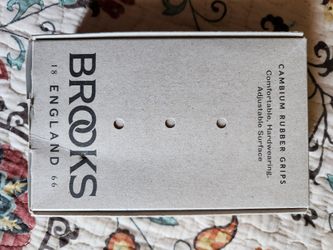 BROOKS
18 ENGLAND 66
CAMBIUM RUBBER GRIPS
Comfortable, Hardwearing,
Adjustable Surface